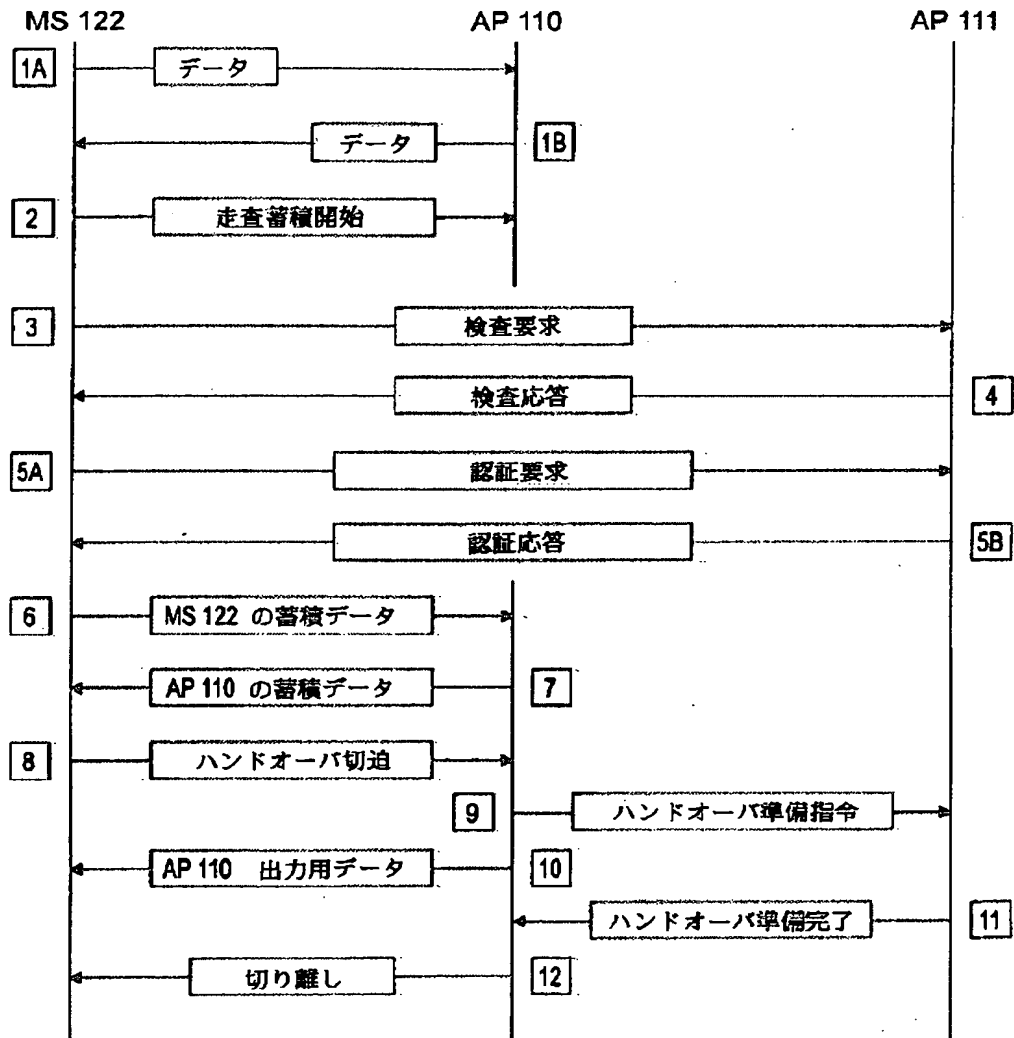 MS 122 AP 110 AP 111
1A データ
データ 1B
2 走査蓄積開始
3 検査要求
検査応答 4
5A 認証要求
認証応答 5B
6 MS 122 の蓄積データ
AP 110 の蓄積データ 7
8 ハンドオーバ切迫
9 ハンドオーバ準備指令
AP 110 出力用データ 10
ハンドオーバ準備完了 11
切り離し 12